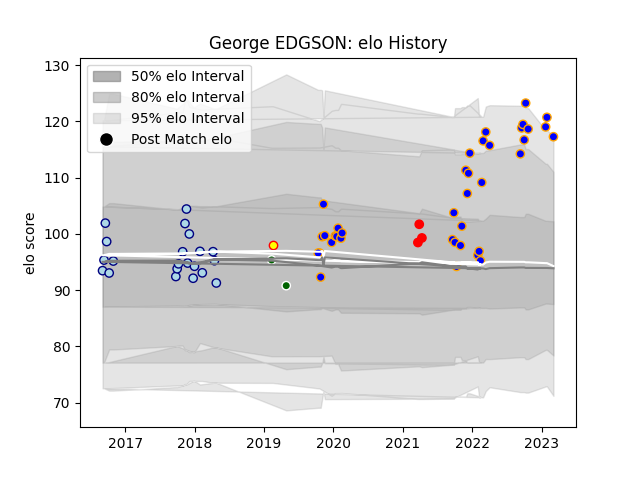 George EDGSON: elo History
50% elo Interval
80% elo Interval
95% elo Interval
Post Match elo
elo score
130
120
110
100
90
80
70
2017
2018
2019
2020
2021
2022
2023